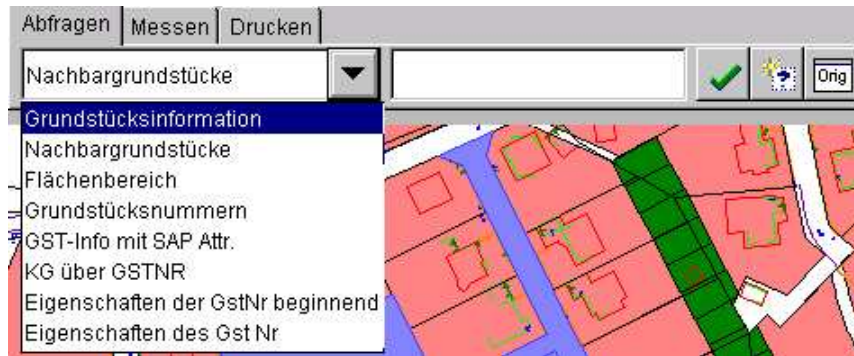 Abfragen Messen Drucken
Nachbargrundstücke Orig
Grundstücksinformation
Nachbargrundstücke
Flächenbereich
Grundstücksnummern
GST-Info mit SAP Attr.
KG über GSTNR
Eigenschaften der GstNr beginnend
Eigenschaften des Gst Nr